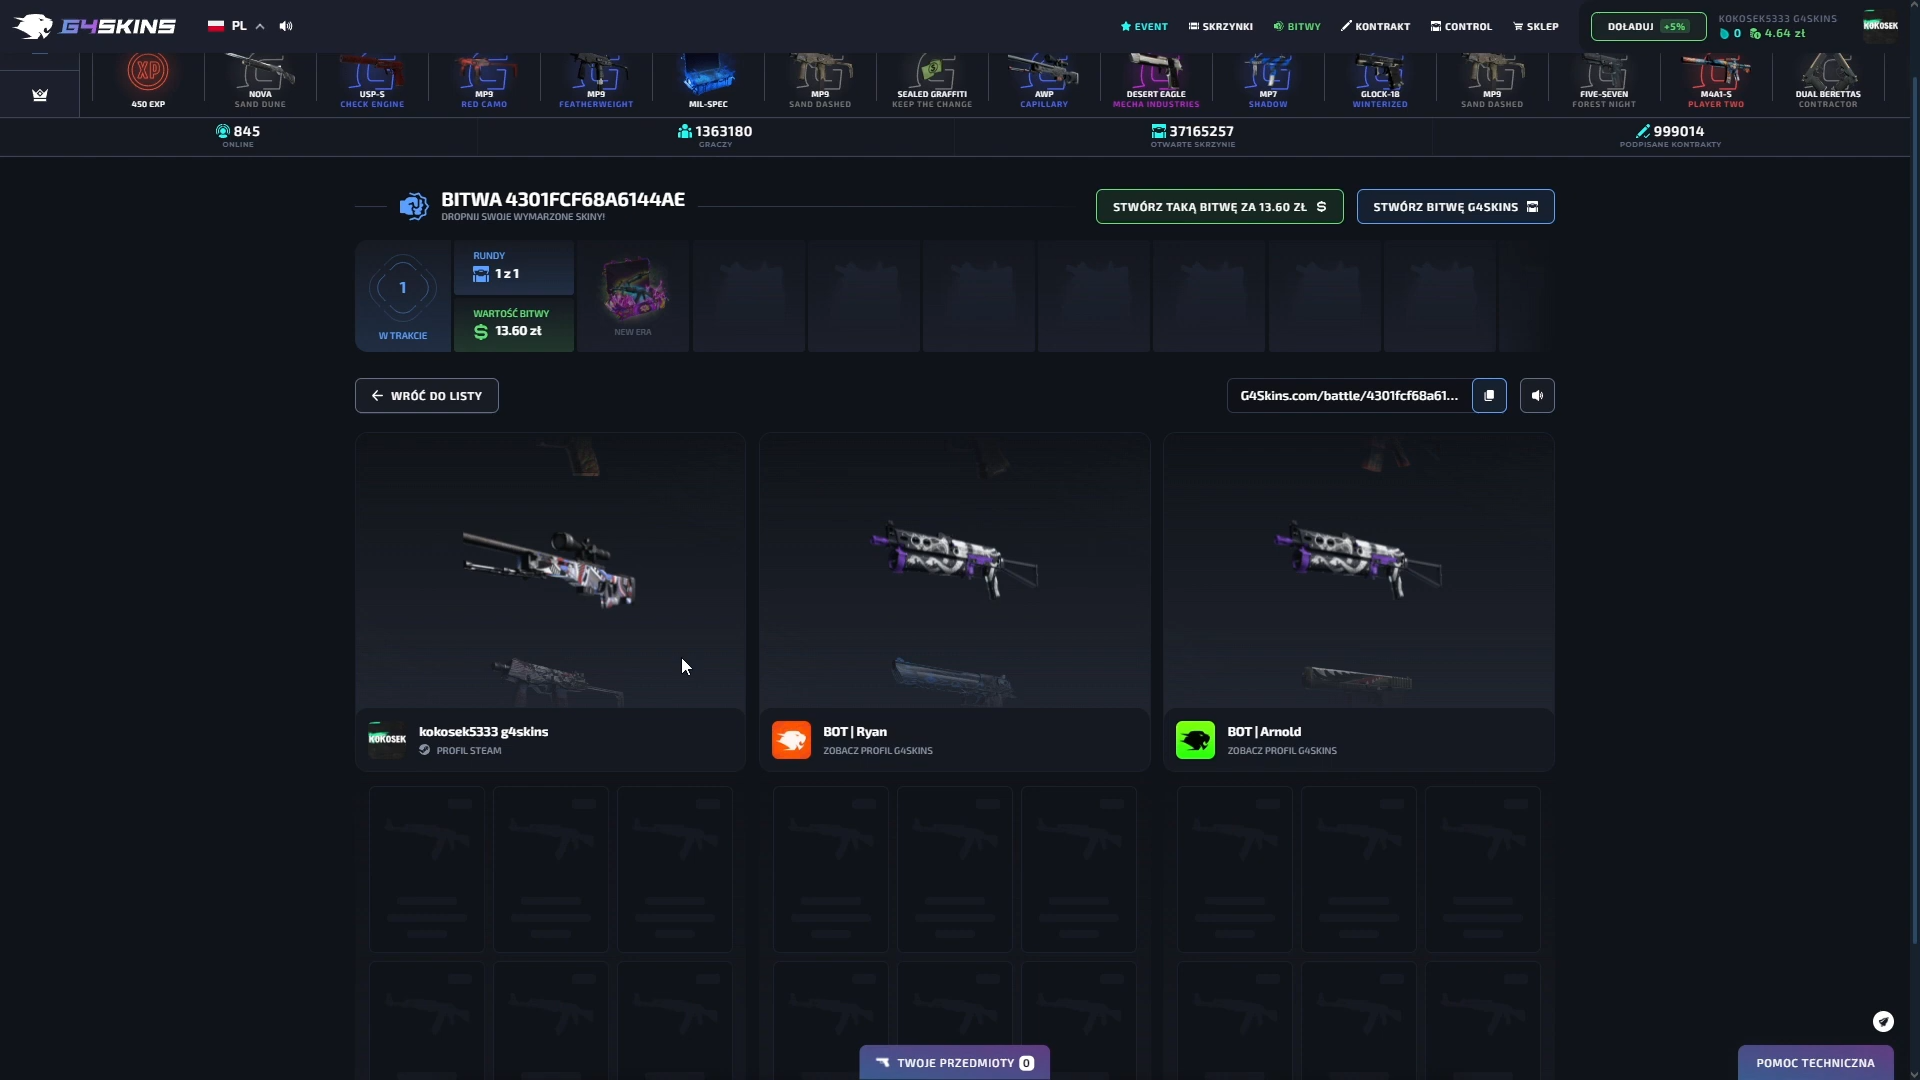 G4SKINS
PL
EVENT
SKRZYNKI
BITWY
KONTRAKT
CONTROL
SKLEP
DOŁADUJ +5%
KOKOSEK5333 G4SKINS
0 4.64 zł
KOKOSEK
XP
450 EXP
NOVA
SAND DUNE
USP-S
CHECK ENGINE
MP9
RED CAMO
MP9
FEATHERWEIGHT
MIL-SPEC
MP9
SAND DASHED
SEALED GRAFFITI
KEEP THE CHANGE
AWP
CAPILLARY
DESERT EAGLE
MECHA INDUSTRIES
MP7
SHADOW
GLOCK-18
WINTERIZED
MP9
SAND DASHED
FIVE-SEVEN
FOREST NIGHT
M4A1-S
PLAYER TWO
DUAL BERETTAS
CONTRACTOR
845
ONLINE
1363180
GRACZY
37165257
OTWARTE SKRZYNIE
999014
PODPISANE KONTRAKTY
BITWA 4301FCF68A6144AE
DROPNIJ SWOJE WYMARZONE SKINY!
STWÓRZ TAKĄ BITWĘ ZA 13.60 ZŁ
STWÓRZ BITWĘ G4SKINS
1
W TRAKCIE
RUNDY
1 z 1
WARTOŚĆ BITWY
13.60 zł
NEW ERA
WRÓĆ DO LISTY
G4Skins.com/battle/4301fcf68a61...
KOKOSEK
kokosek5333 g4skins
PROFIL STEAM
BOT | Ryan
ZOBACZ PROFIL G4SKINS
BOT | Arnold
ZOBACZ PROFIL G4SKINS
TWOJE PRZEDMIOTY 0
POMOC TECHNICZNA